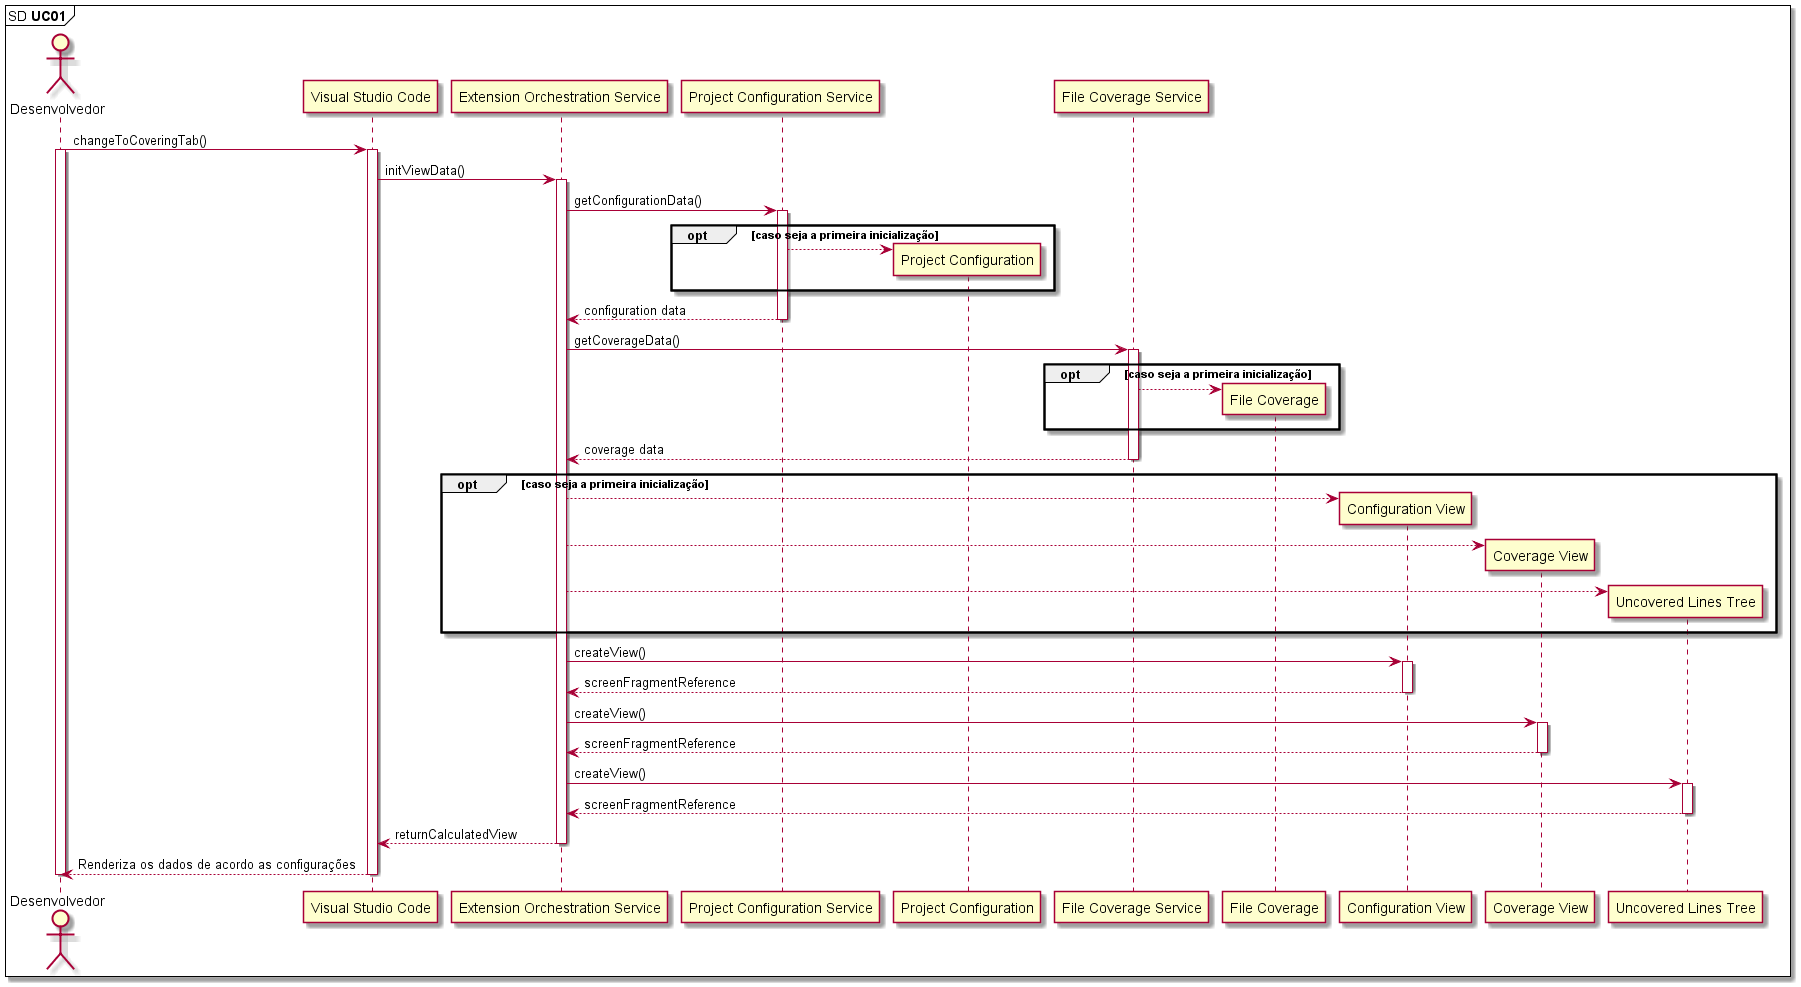 SD UC01
Desenvolvedor
Visual Studio Code
Extension Orchestration Service
Project Configuration Service
File Coverage Service
changeToCoveringTab()
initViewData()
getConfigurationData()
opt
[caso seja a primeira inicialização]
Project Configuration
configuration data
getCoverageData()
opt
[caso seja a primeira inicialização]
File Coverage
coverage data
opt
[caso seja a primeira inicialização]
Configuration View
Coverage View
Uncovered Lines Tree
createView()
screenFragmentReference
createView()
screenFragmentReference
createView()
screenFragmentReference
returnCalculatedView
Renderiza os dados de acordo as configurações
Desenvolvedor
Visual Studio Code
Extension Orchestration Service
Project Configuration Service
Project Configuration
File Coverage Service
File Coverage
Configuration View
Coverage View
Uncovered Lines Tree